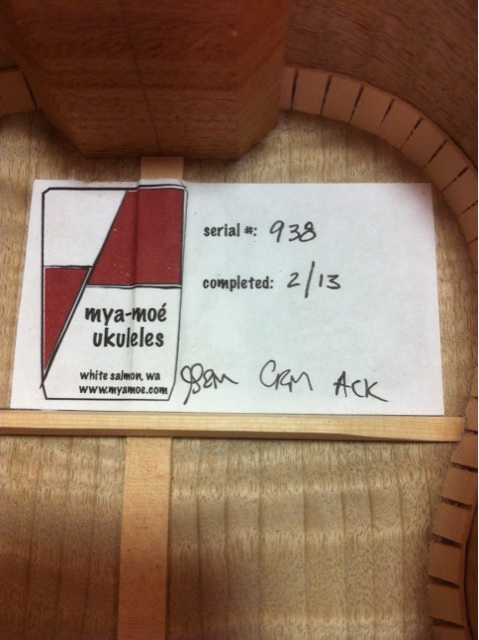 serial #: 938
completed: 2/13
mya-moé
ukuleles
white salmon, wa
www.myamoe.com
CRM ACK